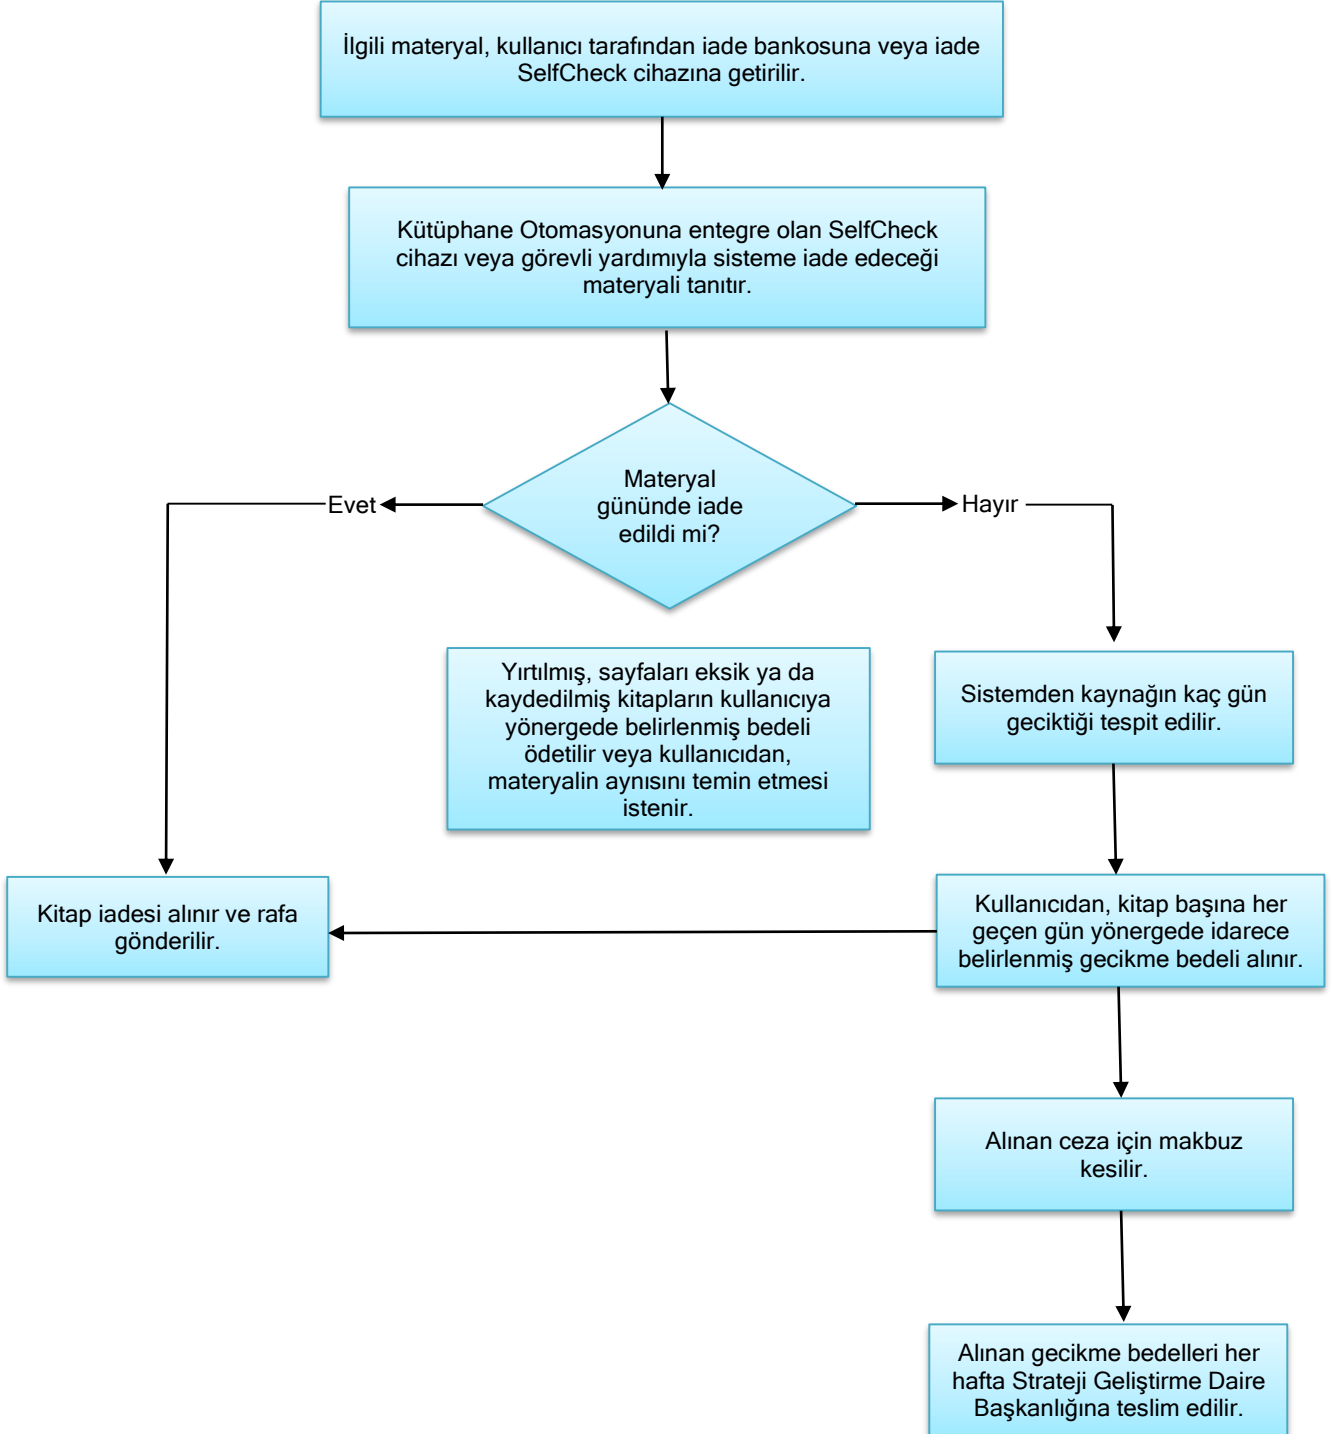 İlgili materyal, kullanıcı tarafından iade bankosuna veya iade
SelfCheck cihazına getirilir.
Kütüphane Otomasyonuna entegre olan SelfCheck
cihazı veya görevli yardımıyla sisteme iade edeceği
materyali tanıtır.
Materyal
gününde iade
edildi mi?
Evet
Hayır
Yırtılmış, sayfaları eksik ya da
kaydedilmiş kitapların kullanıcıya
yönergede belirlenmiş bedeli
ödetilir veya kullanıcıdan,
materyalin aynısını temin etmesi
istenir.
Sistemden kaynağın kaç gün
geciktiği tespit edilir.
Kitap iadesi alınır ve rafa
gönderilir.
Kullanıcıdan, kitap başına her
geçen gün yönergede idarece
belirlenmiş gecikme bedeli alınır.
Alınan ceza için makbuz
kesilir.
Alınan gecikme bedelleri her
hafta Strateji Geliştirme Daire
Başkanlığına teslim edilir.